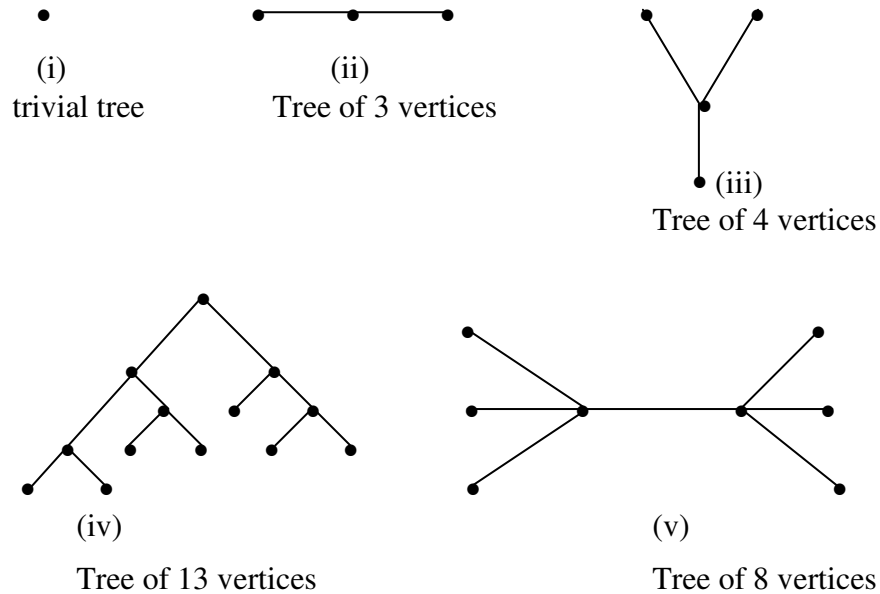 (i)
trivial tree
(ii)
Tree of 3 vertices
(iii)
Tree of 4 vertices
(iv)
Tree of 13 vertices
(v)
Tree of 8 vertices